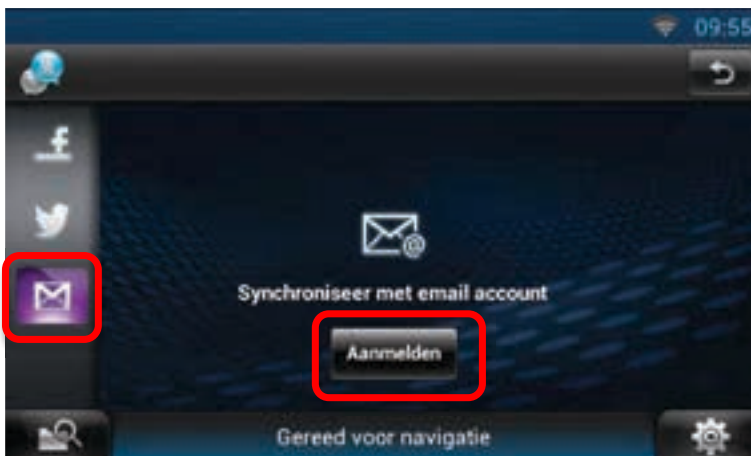 09:55
Synchroniseer met email account
Aanmelden
Gereed voor navigatie